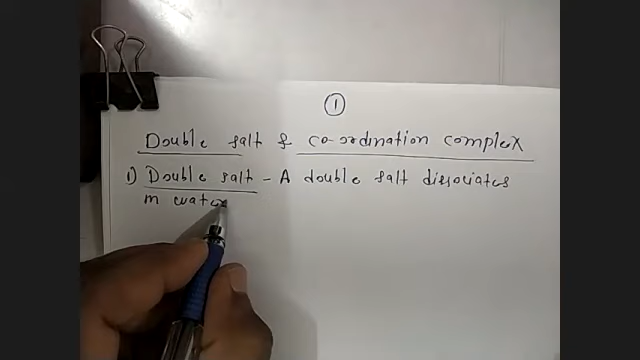 1
Double salt & co-ordination complex
1) Double salt - A double salt dissociates
in water